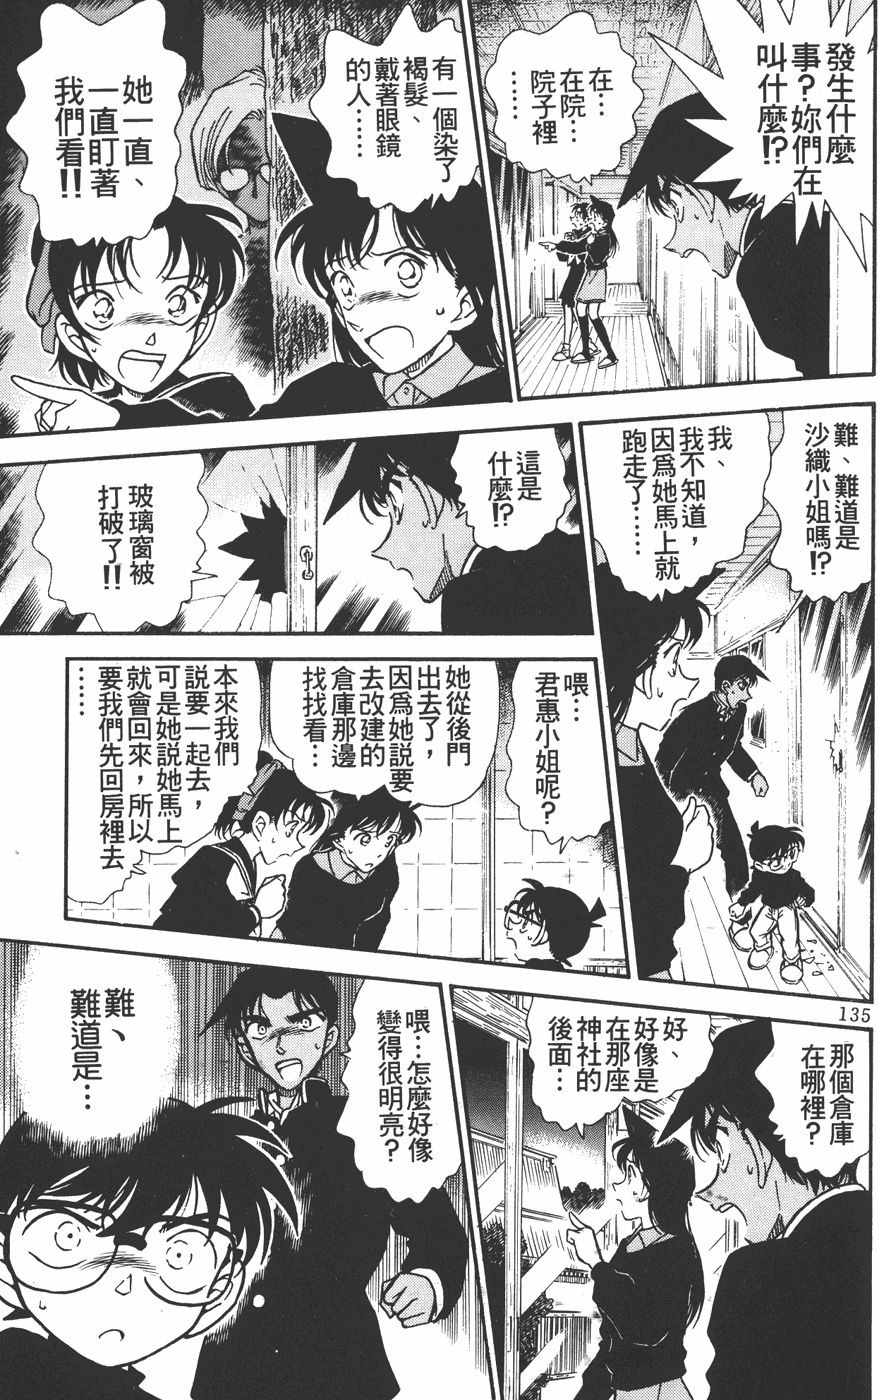 發生什麼
事？妳們在
叫什麼!?
在…
在院…
院子裡
……
有一個染了
褐髮、
戴著眼鏡
的人……
她一直、
一直盯著
我們看!!
難、難道是
沙織小姐嗎!?
我、
我不知道，
因為她馬上就
跑走了……
這是
什麼!?
玻璃窗被
打破了!!
喂…
君惠小姐呢？
她從後門
出去了，
因為她說要
去改建的
倉庫那邊
找找看…
本來我們
說要一起去，
可是她說她馬上
就會回來，所以
要我們先回房裡去
……
135
那個倉庫
在哪裡？
好、
好像是
在那座
神社的
後面…
喂…怎麼好像
變得很明亮？
難、
難道是…